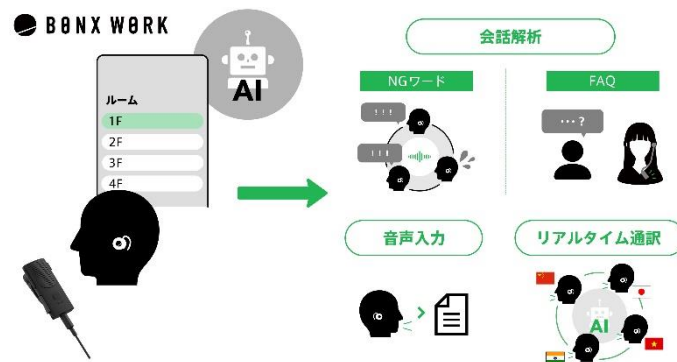 BONX WORK
AI
ルーム
1F
2F
3F
4F
会話解析
NGワード
! ! !
! ! !
FAQ
・・・?
音声入力
リアルタイム通訳
AI